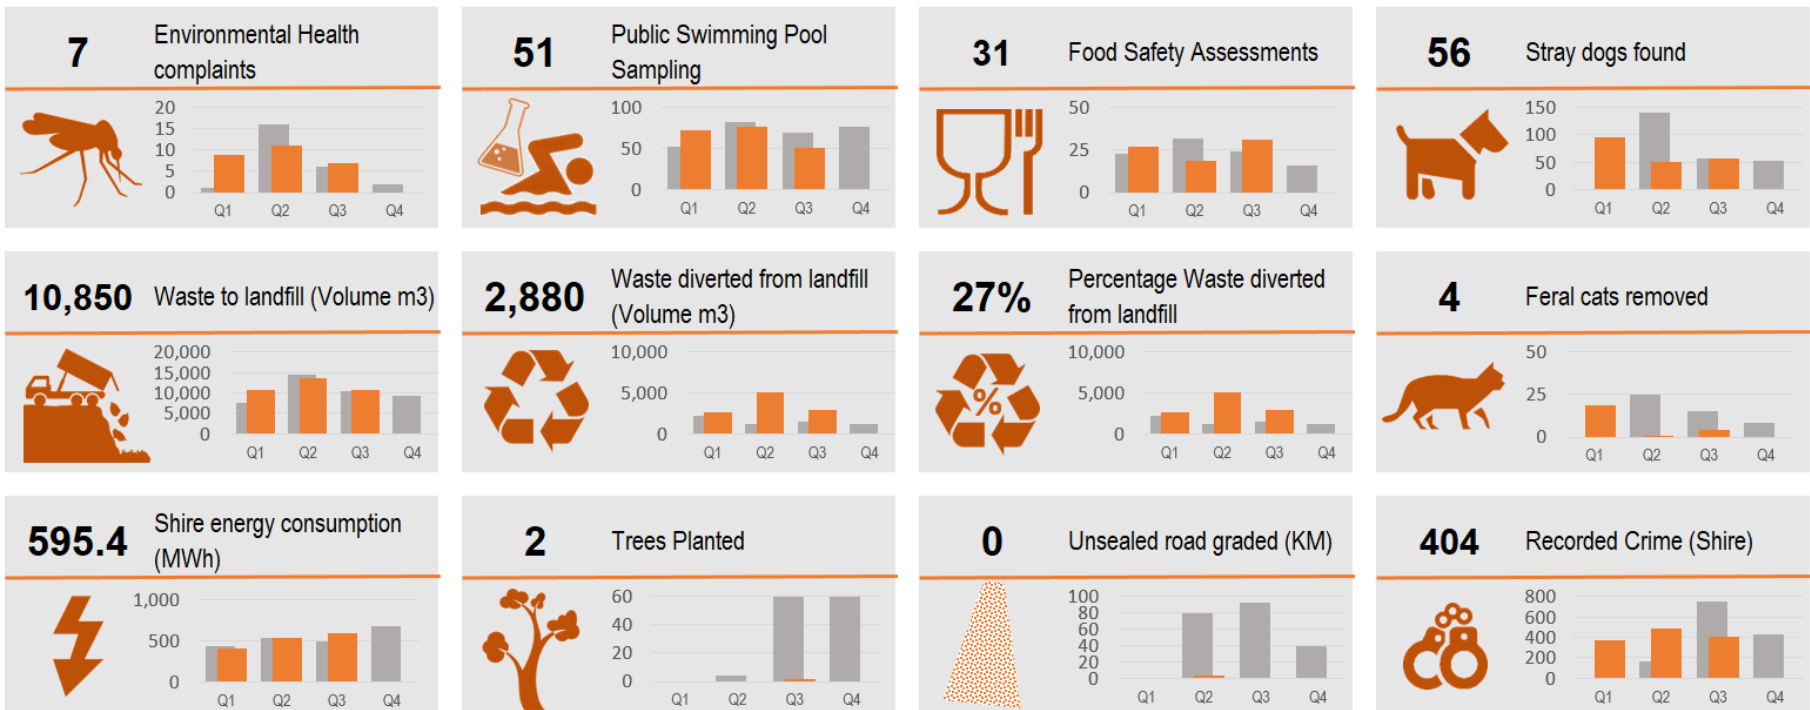 7
Environmental Health
complaints
20
15
10
5
0
Q1 Q2 Q3 Q4
51
Public Swimming Pool
Sampling
100
50
0
Q1 Q2 Q3 Q4
31
Food Safety Assessments
50
25
0
Q1 Q2 Q3 Q4
56
Stray dogs found
150
100
50
0
Q1 Q2 Q3 Q4
10,850
Waste to landfill (Volume m3)
20,000
15,000
10,000
5,000
0
Q1 Q2 Q3 Q4
2,880
Waste diverted from landfill
(Volume m3)
10,000
5,000
0
Q1 Q2 Q3 Q4
27%
Percentage Waste diverted
from landfill
%
10,000
5,000
0
Q1 Q2 Q3 Q4
4
Feral cats removed
50
25
0
Q1 Q2 Q3 Q4
595.4
Shire energy consumption
(MWh)
1,000
500
0
Q1 Q2 Q3 Q4
2
Trees Planted
60
40
20
0
Q1 Q2 Q3 Q4
0
Unsealed road graded (KM)
100
80
60
40
20
0
Q1 Q2 Q3 Q4
404
Recorded Crime (Shire)
800
600
400
200
0
Q1 Q2 Q3 Q4